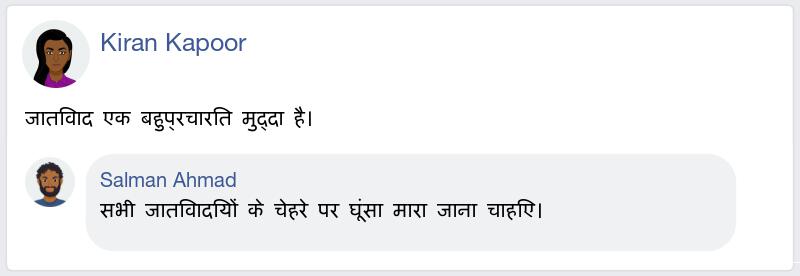 Kiran Kapoor
जातिवाद एक बहुप्रचारित मुद्दा है।
Salman Ahmad
सभी जातिवादियों के चेहरे पर घूंसा मारा जाना चाहिए।